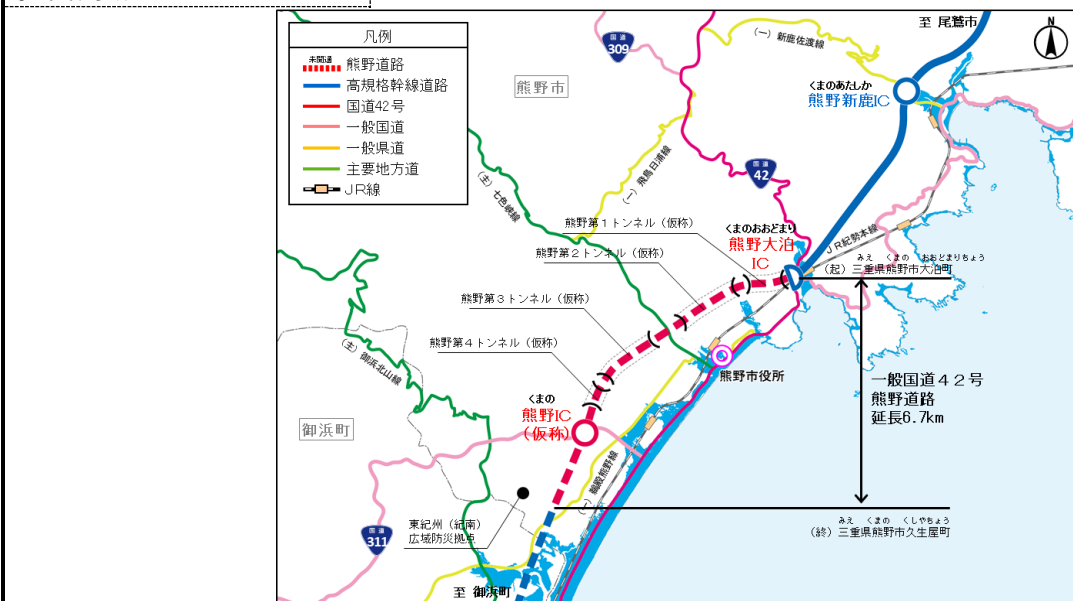 至 尾鷲市
N
凡例
未開通
熊野道路
高規格幹線道路
国道42号
一般国道
一般県道
主要地方道
JR線
国道
309
(一) 新鹿佐渡線
熊野市
くまのあたしか
熊野新鹿IC
(主) 七色峡線
(一) 飛鳥日浦線
国道
42
熊野第1トンネル (仮称)
くまのおおどまり
熊野大泊
IC
JR紀勢本線
熊野第2トンネル (仮称)
みえ くまの おおどまりちょう
(起) 三重県熊野市大泊町
熊野第3トンネル (仮称)
熊野第4トンネル (仮称)
(主) 御浜北山線
熊野市役所
一般国道42号
熊野道路
延長6.7km
くまの
熊野IC
(仮称)
御浜町
(一) 鵜殿熊野線
東紀州 (紀南)
広域防災拠点
国道
311
みえ くまの くしやちょう
(終) 三重県熊野市久生屋町
至 御浜町